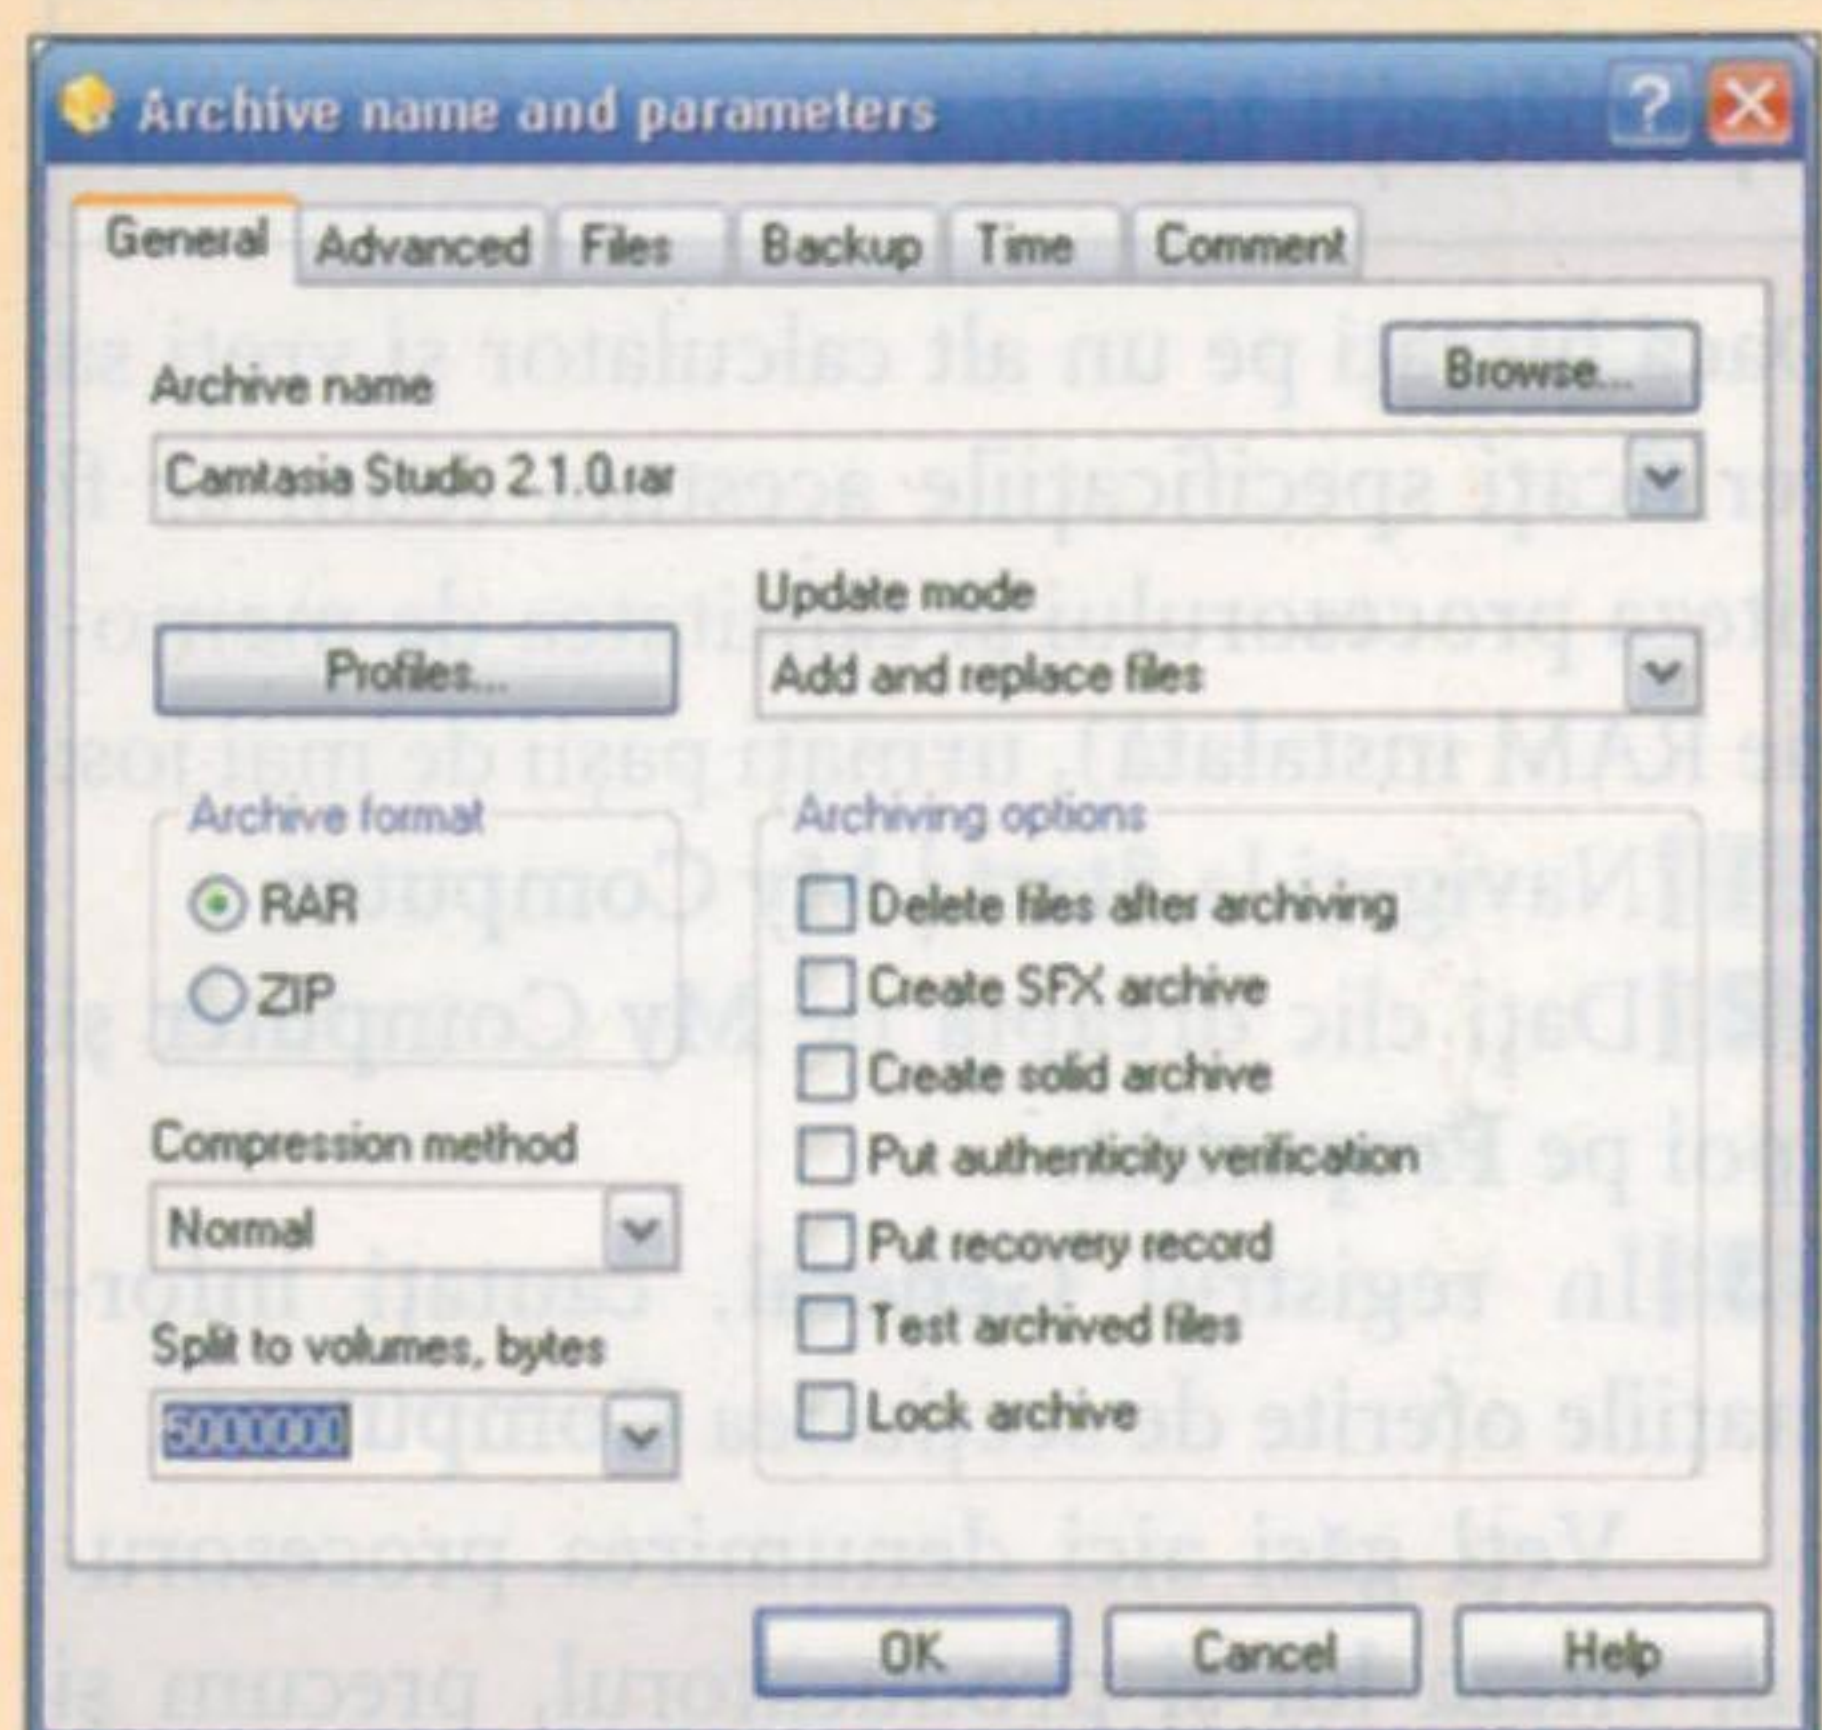 Archive name and parameters
General Advanced Files Backup Time Comment
Browse...
Archive name
Camtasia Studio 2.1.0.rar
Update mode
Profiles...
Add and replace files
Archive format
Archiving options
RAR
ZIP
Delete files after archiving
Create SFX archive
Create solid archive
Put authenticity verification
Put recovery record
Test archived files
Lock archive
Compression method
Normal
Split to volumes, bytes
5000000
OK Cancel Help